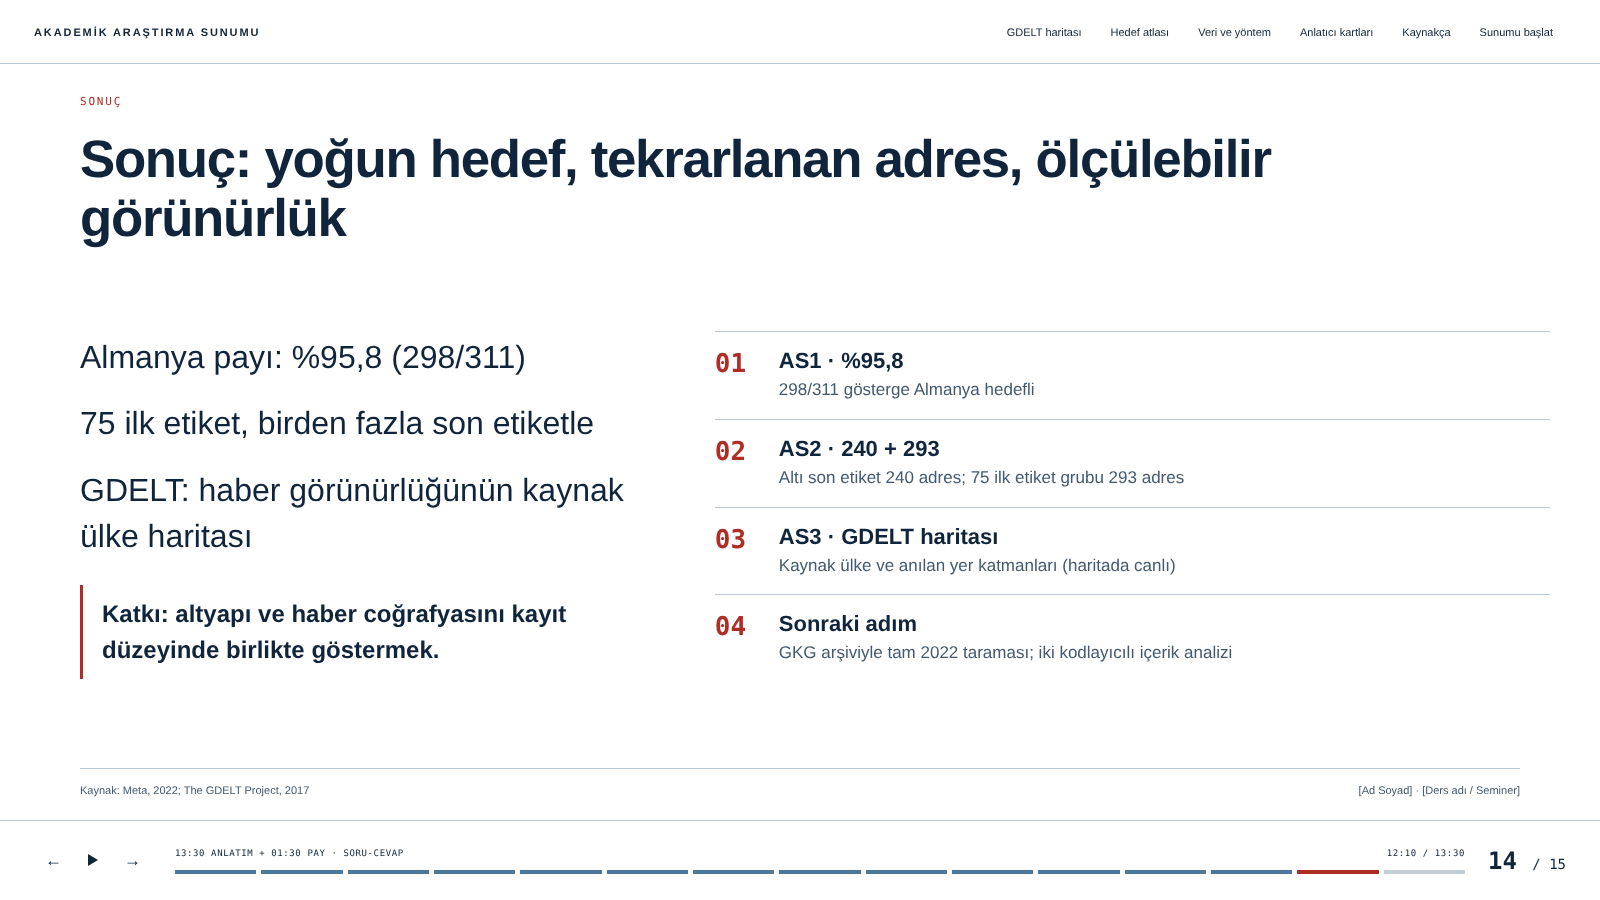 AKADEMİK ARAŞTIRMA SUNUMU
GDELT haritası
Hedef atlası
Veri ve yöntem
Anlatıcı kartları
Kaynakça
Sunumu başlat
SONUÇ
Sonuç: yoğun hedef, tekrarlanan adres, ölçülebilir
görünürlük
Almanya payı: %95,8 (298/311)
75 ilk etiket, birden fazla son etiketle
GDELT: haber görünürlüğünün kaynak
ülke haritası
Katkı: altyapı ve haber coğrafyasını kayıt
düzeyinde birlikte göstermek.
01
AS1 · %95,8
298/311 gösterge Almanya hedefli
02
AS2 · 240 + 293
Altı son etiket 240 adres; 75 ilk etiket grubu 293 adres
03
AS3 · GDELT haritası
Kaynak ülke ve anılan yer katmanları (haritada canlı)
04
Sonraki adım
GKG arşiviyle tam 2022 taraması; iki kodlayıcılı içerik analizi
Kaynak: Meta, 2022; The GDELT Project, 2017
[Ad Soyad] · [Ders adı / Seminer]
← → 
13:30 ANLATIM + 01:30 PAY · SORU-CEVAP
12:10 / 13:30
14 / 15